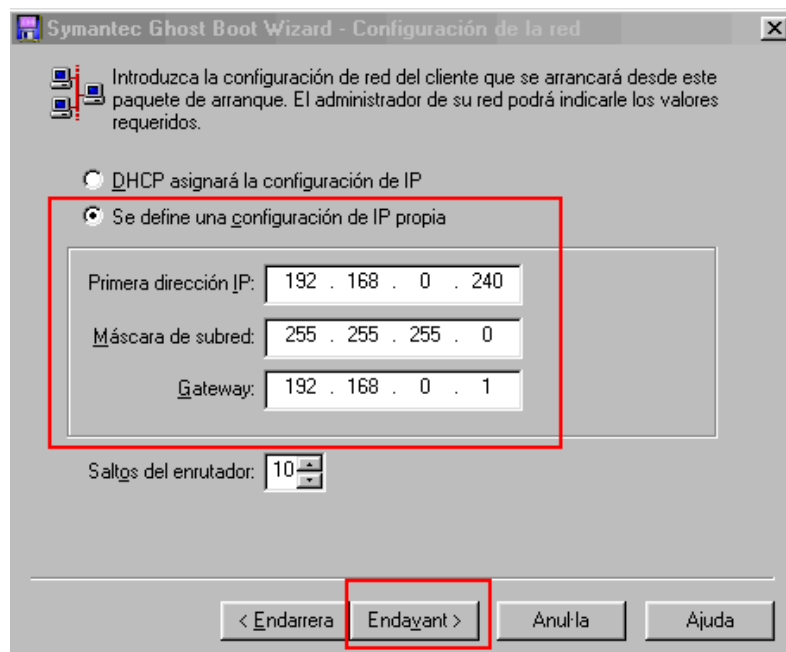 Symantec Ghost Boot Wizard - Configuración de la red
Introduzca la configuración de red del cliente que se arrancará desde este
paquete de arranque. El administrador de su red podrá indicarle los valores
requeridos.
DHCP asignará la configuración de IP
Se define una configuración de IP propia
Primera dirección IP: 192 . 168 . 0 . 240
Máscara de subred: 255 . 255 . 255 . 0
Gateway: 192 . 168 . 0 . 1
Saltos del enrutador: 10
< Endarrera Endavant > Anul·la Ajuda